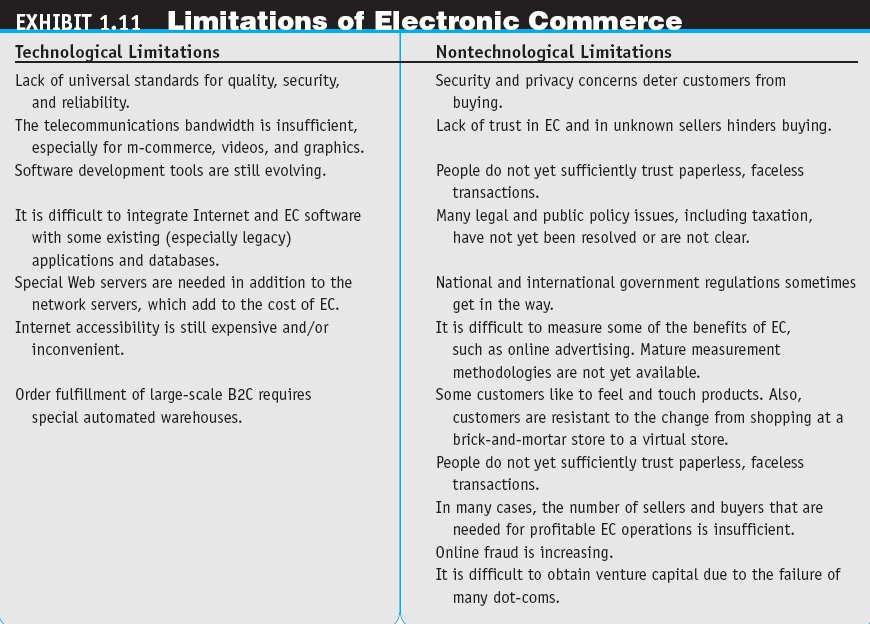 EXHIBIT 1.11 Limitations of Electronic Commerce
Technological Limitations
Lack of universal standards for quality, security,
and reliability.
The telecommunications bandwidth is insufficient,
especially for m-commerce, videos, and graphics.
Software development tools are still evolving.
It is difficult to integrate Internet and EC software
with some existing (especially legacy)
applications and databases.
Special Web servers are needed in addition to the
network servers, which add to the cost of EC.
Internet accessibility is still expensive and/or
inconvenient.
Order fulfillment of large-scale B2C requires
special automated warehouses.
Nontechnological Limitations
Security and privacy concerns deter customers from
buying.
Lack of trust in EC and in unknown sellers hinders buying.
People do not yet sufficiently trust paperless, faceless
transactions.
Many legal and public policy issues, including taxation,
have not yet been resolved or are not clear.
National and international government regulations sometimes
get in the way.
It is difficult to measure some of the benefits of EC,
such as online advertising. Mature measurement
methodologies are not yet available.
Some customers like to feel and touch products. Also,
customers are resistant to the change from shopping at a
brick-and-mortar store to a virtual store.
People do not yet sufficiently trust paperless, faceless
transactions.
In many cases, the number of sellers and buyers that are
needed for profitable EC operations is insufficient.
Online fraud is increasing.
It is difficult to obtain venture capital due to the failure of
many dot-coms.